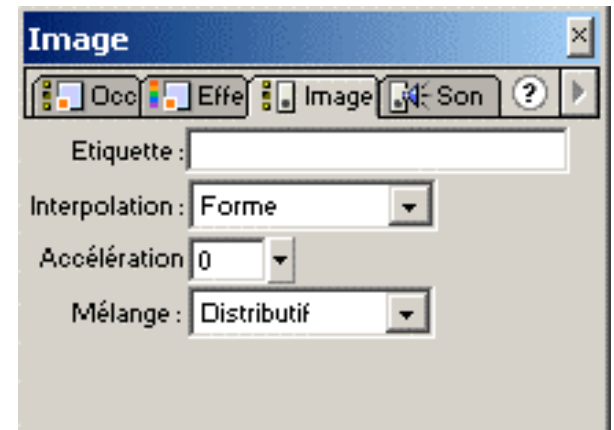 Image
Occ Effe Image Son ?
Etiquette :
Interpolation : Forme
Accélération 0
Mélange : Distributif